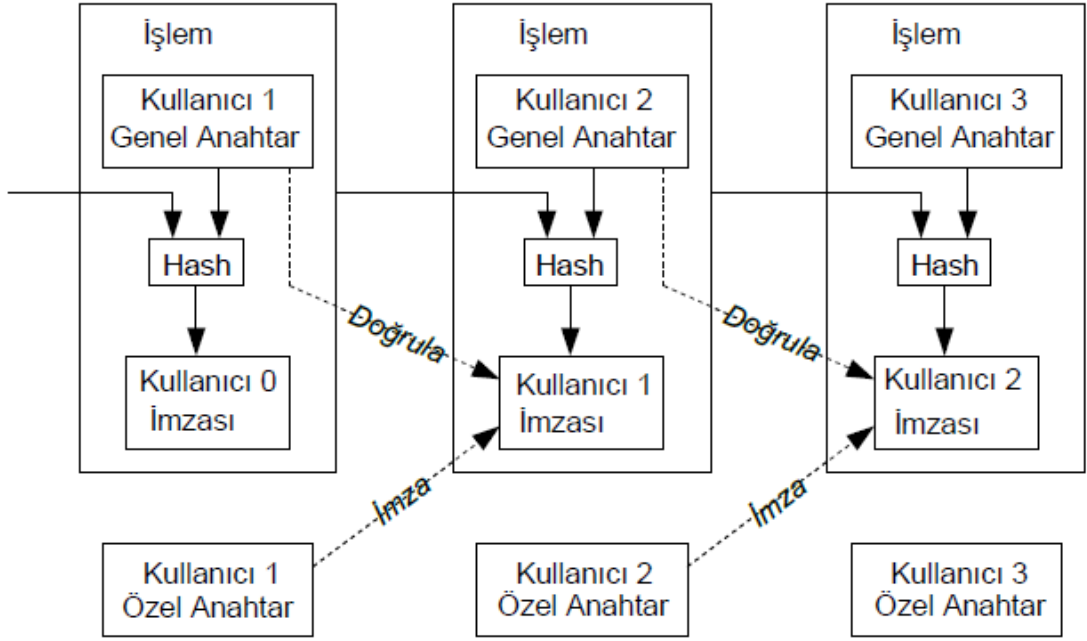 İşlem
Kullanıcı 1
Genel Anahtar
Hash
Kullanıcı 0
İmzası
İşlem
Kullanıcı 2
Genel Anahtar
Hash
Doğrula
Kullanıcı 1
İmzası
İşlem
Kullanıcı 3
Genel Anahtar
Hash
Doğrula
Kullanıcı 2
İmzası
İmza
İmza
Kullanıcı 1
Özel Anahtar
Kullanıcı 2
Özel Anahtar
Kullanıcı 3
Özel Anahtar